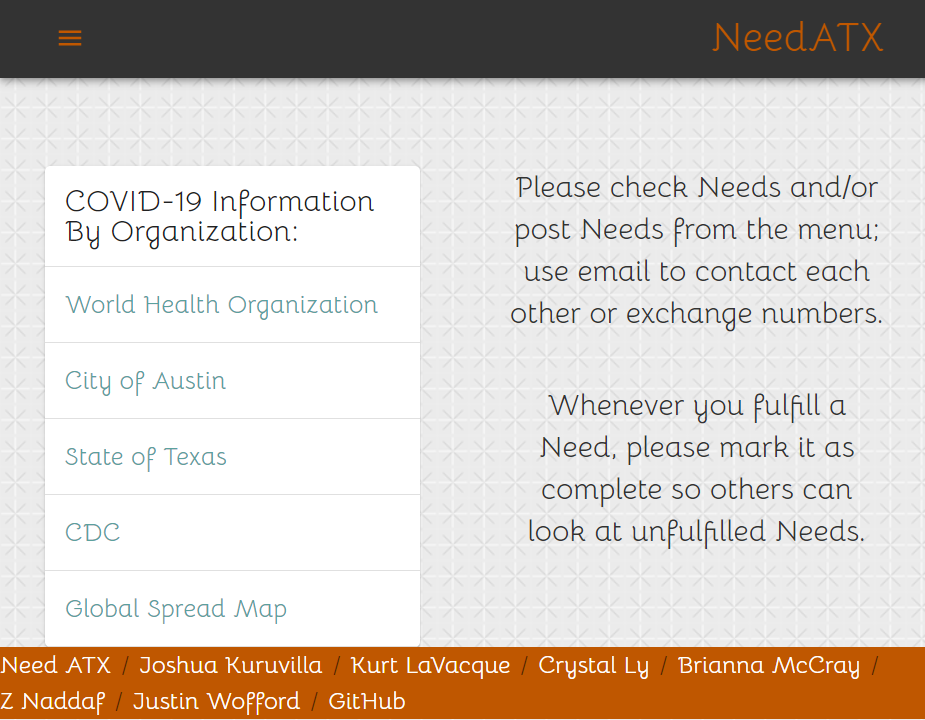 NeedATX
COVID-19 Information
By Organization:
World Health Organization
City of Austin
State of Texas
CDC
Global Spread Map
Please check Needs and/or
post Needs from the menu;
use email to contact each
other or exchange numbers.
Whenever you fulfill a
Need, please mark it as
complete so others can
look at unfulfilled Needs.
Need ATX / Joshua Kuruvilla / Kurt LaVacque / Crystal Ly / Brianna McCray /
Z Naddaf / Justin Wofford / GitHub